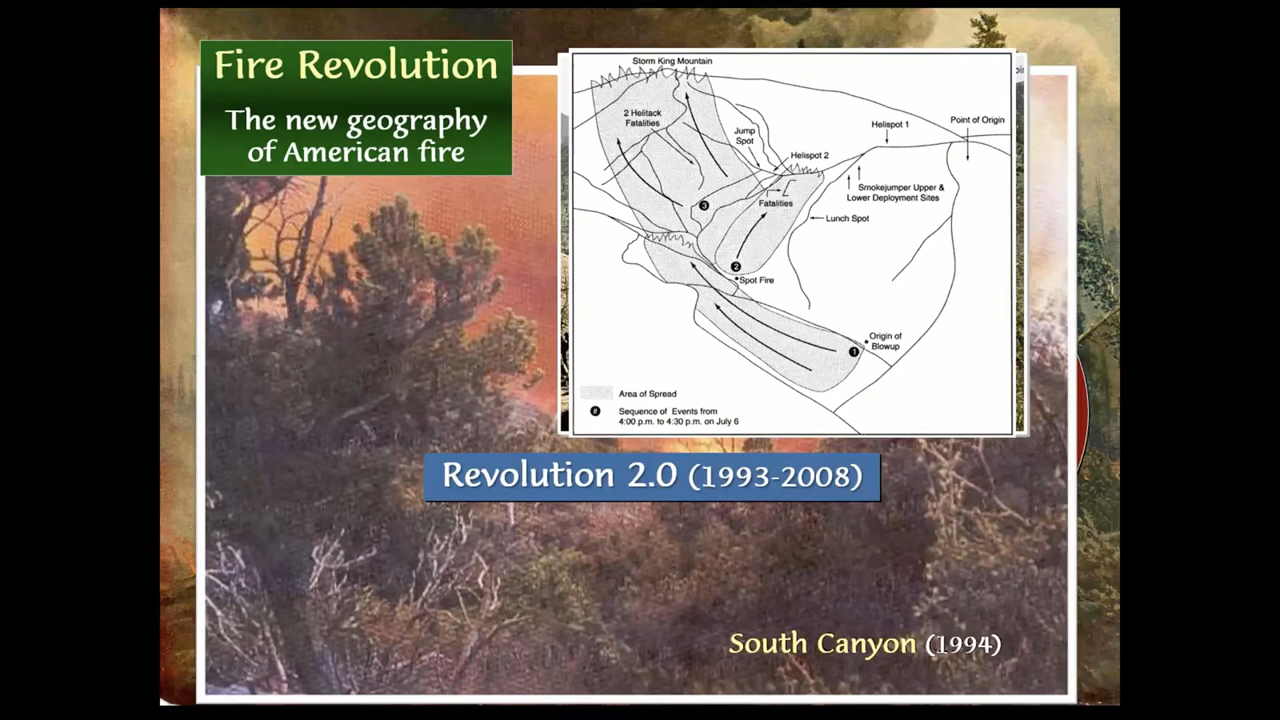 Fire Revolution
The new geography
of American fire
Storm King Mountain
2 Helitack
Fatalities
Jump
Spot
Helispot 1
Point of Origin
Helispot 2
Smokejumper Upper &
Lower Deployment Sites
Fatalities
Lunch Spot
3
2
Spot Fire
Origin of
Blowup
1
Area of Spread
#
Sequence of Events from
4:00 p.m. to 4:30 p.m. on July 6
Revolution 2.0 (1993-2008)
South Canyon (1994)